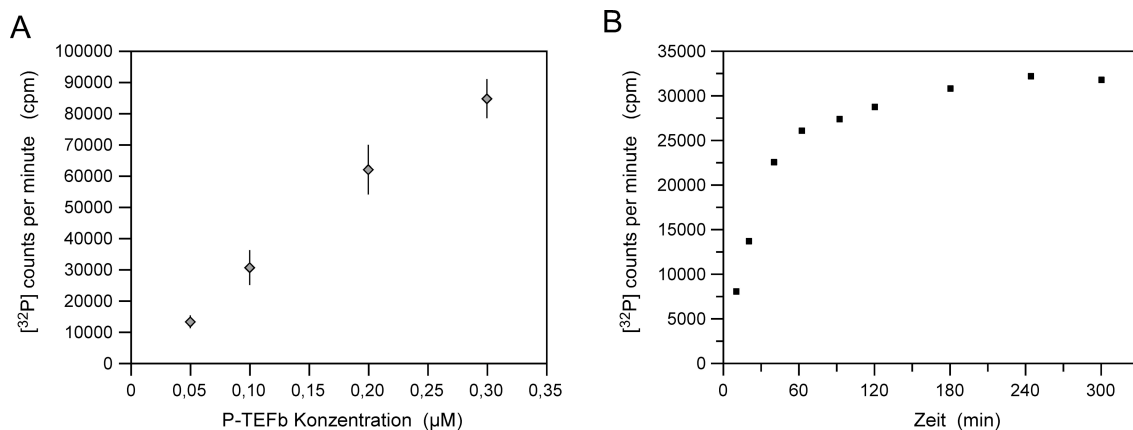 A
100000
90000
80000
70000
60000
50000
40000
30000
20000
10000
0
[³²P] counts per minute (cpm)
0 0,05 0,10 0,15 0,20 0,25 0,30 0,35
P-TEFb Konzentration (µM)
B
35000
30000
25000
20000
15000
10000
5000
0
[³²P] counts per minute (cpm)
0 60 120 180 240 300
Zeit (min)